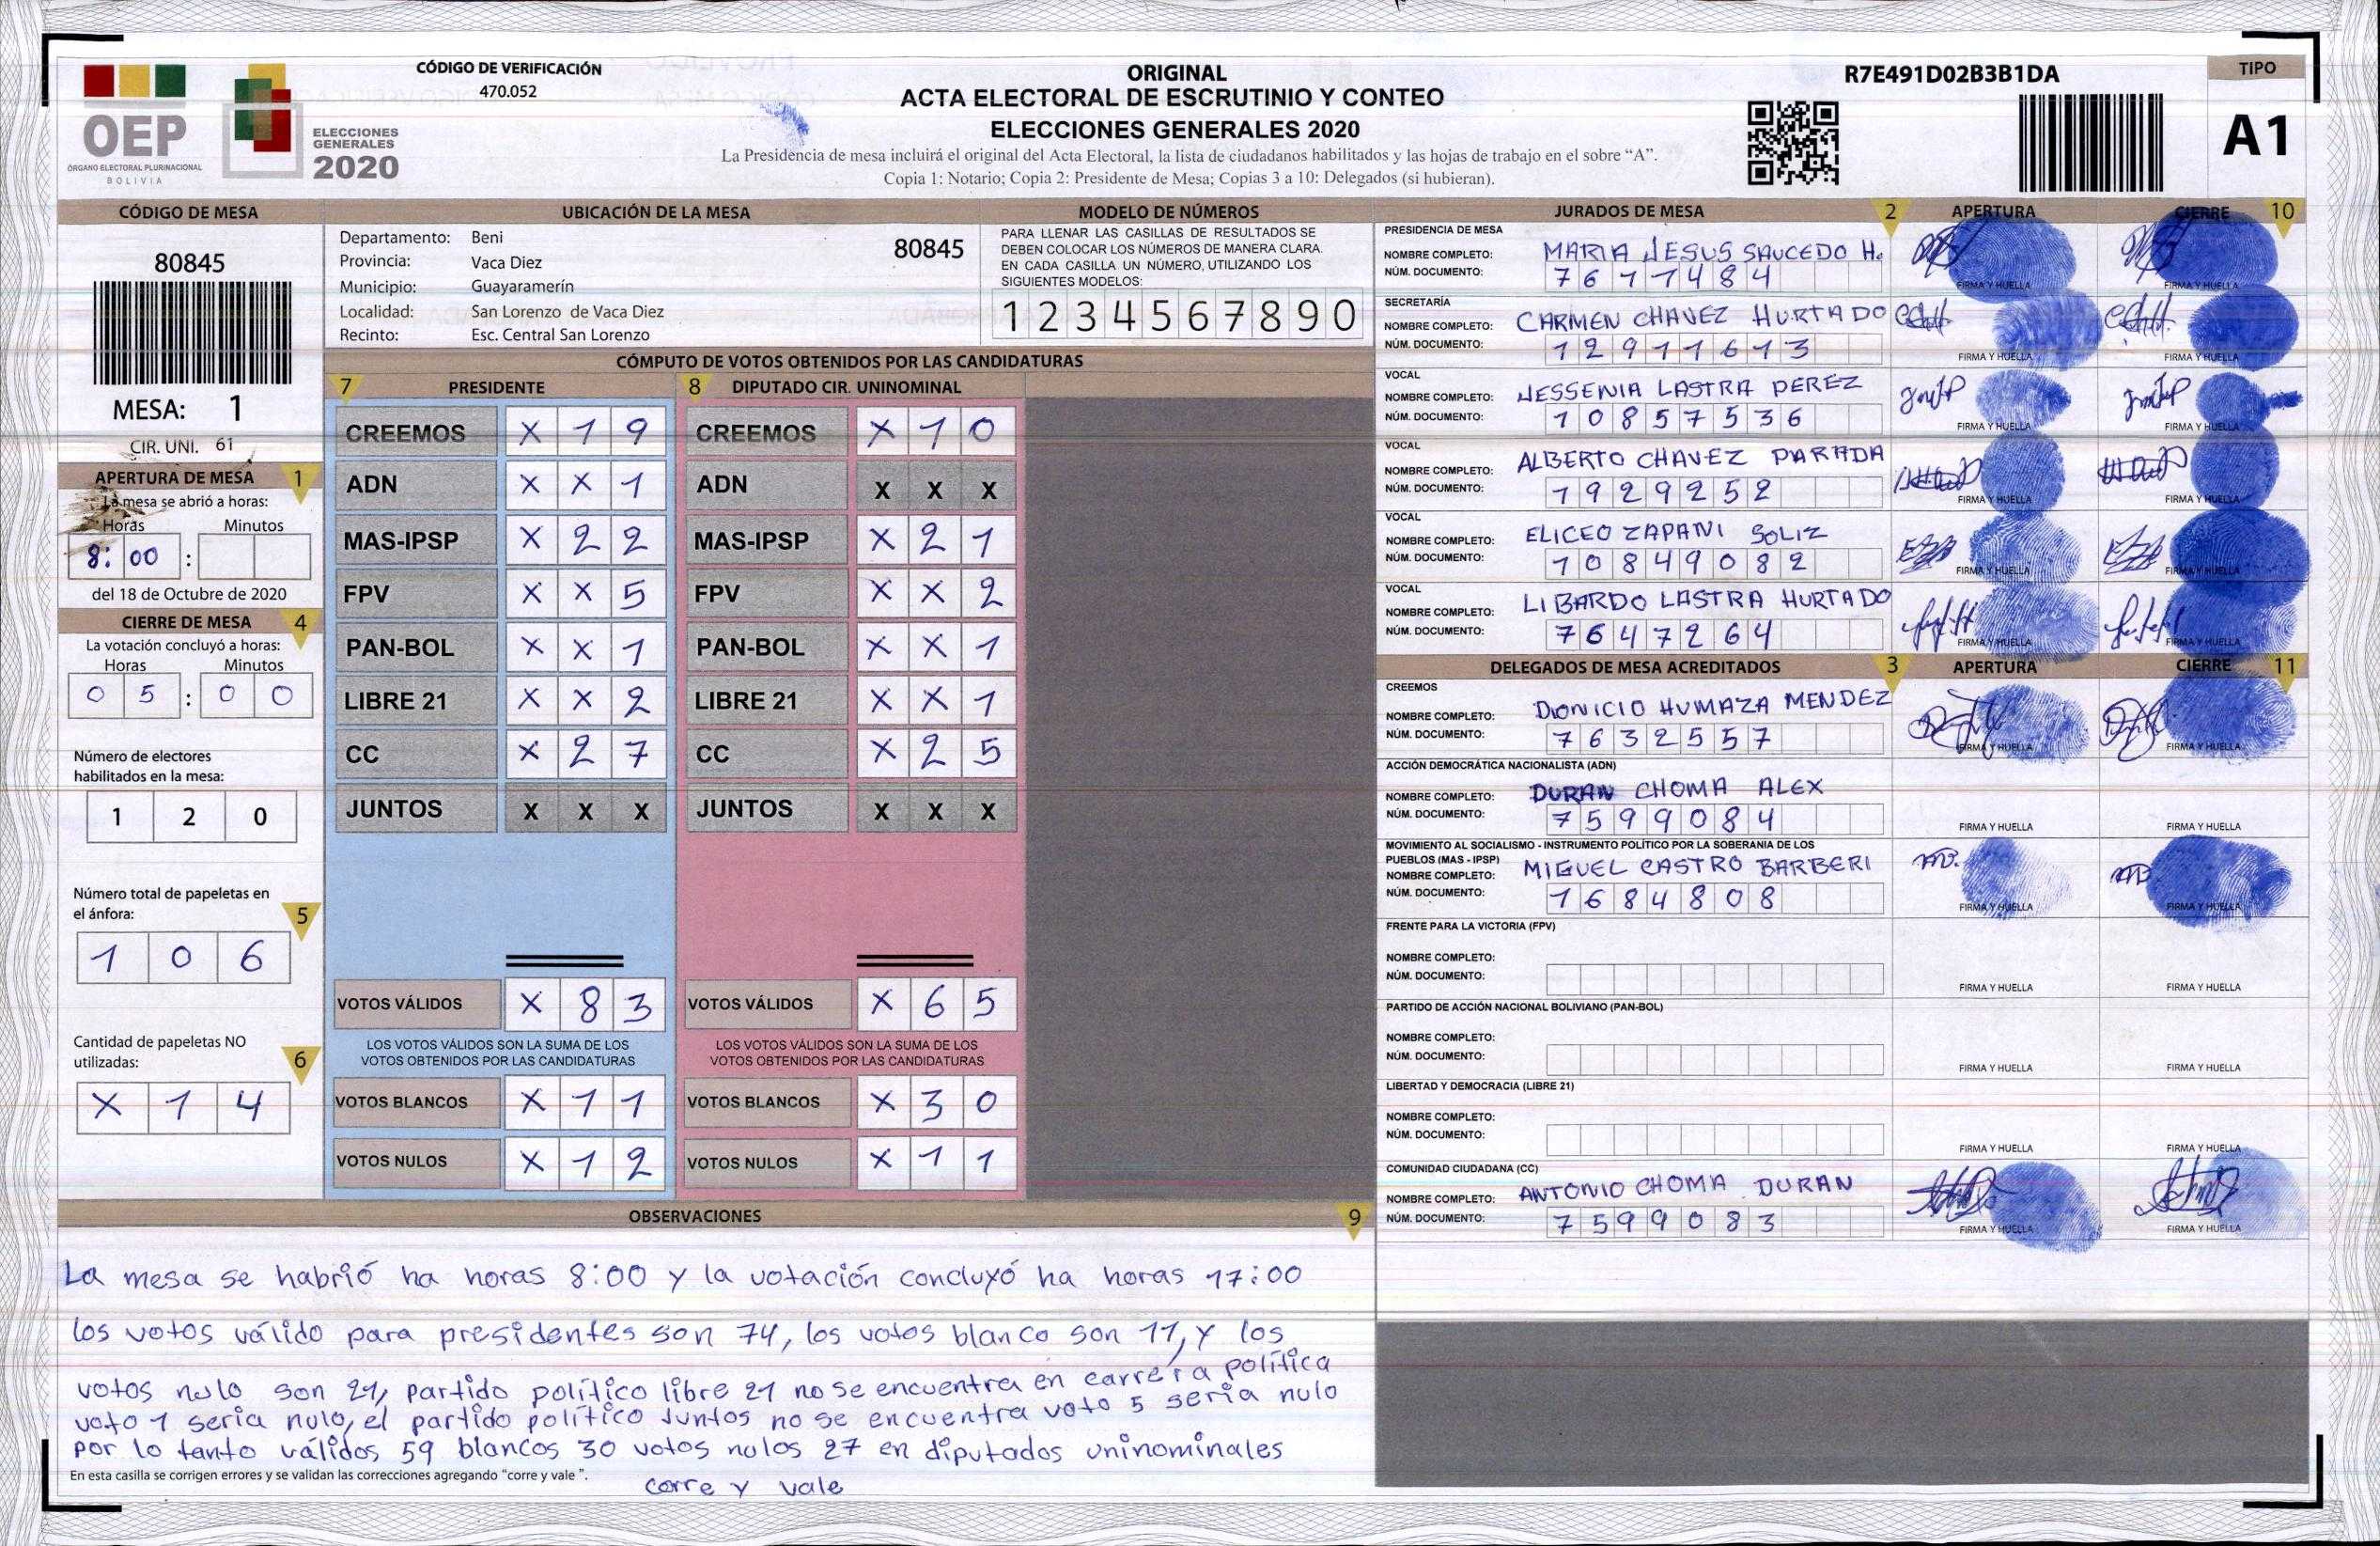 CÓDIGO DE VERIFICACIÓN
470.052
OEP
ÓRGANO ELECTORAL PLURINACIONAL
BOLIVIA
ELECCIONES
GENERALES
2020
ORIGINAL
ACTA ELECTORAL DE ESCRUTINIO Y CONTEO
ELECCIONES GENERALES 2020
La Presidencia de mesa incluirá el original del Acta Electoral, la lista de ciudadanos habilitados y las hojas de trabajo en el sobre “A”.
Copia 1: Notario; Copia 2: Presidente de Mesa; Copias 3 a 10: Delegados (si hubieran).
R7E491D02B3B1DA
TIPO
A1
CÓDIGO DE MESA
80845
MESA: 1
CIR. UNI. 61
APERTURA DE MESA 1
La mesa se abrió a horas:
Horas Minutos
8: 00 :
del 18 de Octubre de 2020
CIERRE DE MESA 4
La votación concluyó a horas:
Horas Minutos
0 5 : 0 0
Número de electores
habilitados en la mesa:
1 2 0
Número total de papeletas en
el ánfora: 5
1 0 6
Cantidad de papeletas NO
utilizadas: 6
X 1 4
UBICACIÓN DE LA MESA
Departamento: Beni
Provincia: Vaca Diez
Municipio: Guayaramerín
Localidad: San Lorenzo de Vaca Diez
Recinto: Esc. Central San Lorenzo
80845
MODELO DE NÚMEROS
PARA LLENAR LAS CASILLAS DE RESULTADOS SE
DEBEN COLOCAR LOS NÚMEROS DE MANERA CLARA.
EN CADA CASILLA UN NÚMERO, UTILIZANDO LOS
SIGUIENTES MODELOS:
1 2 3 4 5 6 7 8 9 0
CÓMPUTO DE VOTOS OBTENIDOS POR LAS CANDIDATURAS
7 PRESIDENTE
CREEMOS X 1 9
ADN X X 1
MAS-IPSP X 2 2
FPV X X 5
PAN-BOL X X 1
LIBRE 21 X X 2
CC X 2 7
JUNTOS X X X
VOTOS VÁLIDOS X 8 3
LOS VOTOS VÁLIDOS SON LA SUMA DE LOS
VOTOS OBTENIDOS POR LAS CANDIDATURAS
VOTOS BLANCOS X 1 1
VOTOS NULOS X 1 2
8 DIPUTADO CIR. UNINOMINAL
CREEMOS X 1 0
ADN X X X
MAS-IPSP X 2 1
FPV X X 2
PAN-BOL X X 1
LIBRE 21 X X 1
CC X 2 5
JUNTOS X X X
VOTOS VÁLIDOS X 6 5
LOS VOTOS VÁLIDOS SON LA SUMA DE LOS
VOTOS OBTENIDOS POR LAS CANDIDATURAS
VOTOS BLANCOS X 3 0
VOTOS NULOS X 1 1
OBSERVACIONES 9
La mesa se habrió ha horas 8:00 y la votación concluyó ha horas 17:00
los votos válido para presidentes son 74, los votos blanco son 11, y los
votos nulo son 21, partido político libre 21 no se encuentra en carrera política
voto 1 seria nulo, el partido político Juntos no se encuentra voto 5 seria nulo
por lo tanto válidos 59 blancos 30 votos nulos 27 en diputados uninominales
En esta casilla se corrigen errores y se validan las correcciones agregando “corre y vale ”.
corre y vale
JURADOS DE MESA 2 APERTURA CIERRE 10
PRESIDENCIA DE MESA
NOMBRE COMPLETO: MARIA JESUS SAUCEDO H.
NÚM. DOCUMENTO: 7 6 1 7 4 8 4
FIRMA Y HUELLA FIRMA Y HUELLA
SECRETARÍA
NOMBRE COMPLETO: CARMEN CHAVEZ HURTADO
NÚM. DOCUMENTO: 1 2 9 1 1 6 1 3
FIRMA Y HUELLA FIRMA Y HUELLA
VOCAL
NOMBRE COMPLETO: JESSENIA LASTRA PEREZ
NÚM. DOCUMENTO: 1 0 8 5 7 5 3 6
FIRMA Y HUELLA FIRMA Y HUELLA
VOCAL
NOMBRE COMPLETO: ALBERTO CHAVEZ PARADA
NÚM. DOCUMENTO: 1 9 2 9 2 5 2
FIRMA Y HUELLA FIRMA Y HUELLA
VOCAL
NOMBRE COMPLETO: ELICEO ZAPANI SOLIZ
NÚM. DOCUMENTO: 1 0 8 4 9 0 8 2
FIRMA Y HUELLA FIRMA Y HUELLA
VOCAL
NOMBRE COMPLETO: LIBARDO LASTRA HURTADO
NÚM. DOCUMENTO: 7 6 4 7 2 6 4
FIRMA Y HUELLA FIRMA Y HUELLA
DELEGADOS DE MESA ACREDITADOS 3 APERTURA CIERRE 11
CREEMOS
NOMBRE COMPLETO: DIONICIO HUMAZA MENDEZ
NÚM. DOCUMENTO: 7 6 3 2 5 5 7
FIRMA Y HUELLA FIRMA Y HUELLA
ACCIÓN DEMOCRÁTICA NACIONALISTA (ADN)
NOMBRE COMPLETO: DURAN CHOMA ALEX
NÚM. DOCUMENTO: 7 5 9 9 0 8 4
FIRMA Y HUELLA FIRMA Y HUELLA
MOVIMIENTO AL SOCIALISMO - INSTRUMENTO POLÍTICO POR LA SOBERANIA DE LOS
PUEBLOS (MAS - IPSP)
NOMBRE COMPLETO: MIGUEL CASTRO BARBERI
NÚM. DOCUMENTO: 1 6 8 4 8 0 8
FIRMA Y HUELLA FIRMA Y HUELLA
FRENTE PARA LA VICTORIA (FPV)
NOMBRE COMPLETO:
NÚM. DOCUMENTO:
FIRMA Y HUELLA FIRMA Y HUELLA
PARTIDO DE ACCIÓN NACIONAL BOLIVIANO (PAN-BOL)
NOMBRE COMPLETO:
NÚM. DOCUMENTO:
FIRMA Y HUELLA FIRMA Y HUELLA
LIBERTAD Y DEMOCRACIA (LIBRE 21)
NOMBRE COMPLETO:
NÚM. DOCUMENTO:
FIRMA Y HUELLA FIRMA Y HUELLA
COMUNIDAD CIUDADANA (CC)
NOMBRE COMPLETO: ANTONIO CHOMA DURAN
NÚM. DOCUMENTO: 7 5 9 9 0 8 3
FIRMA Y HUELLA FIRMA Y HUELLA